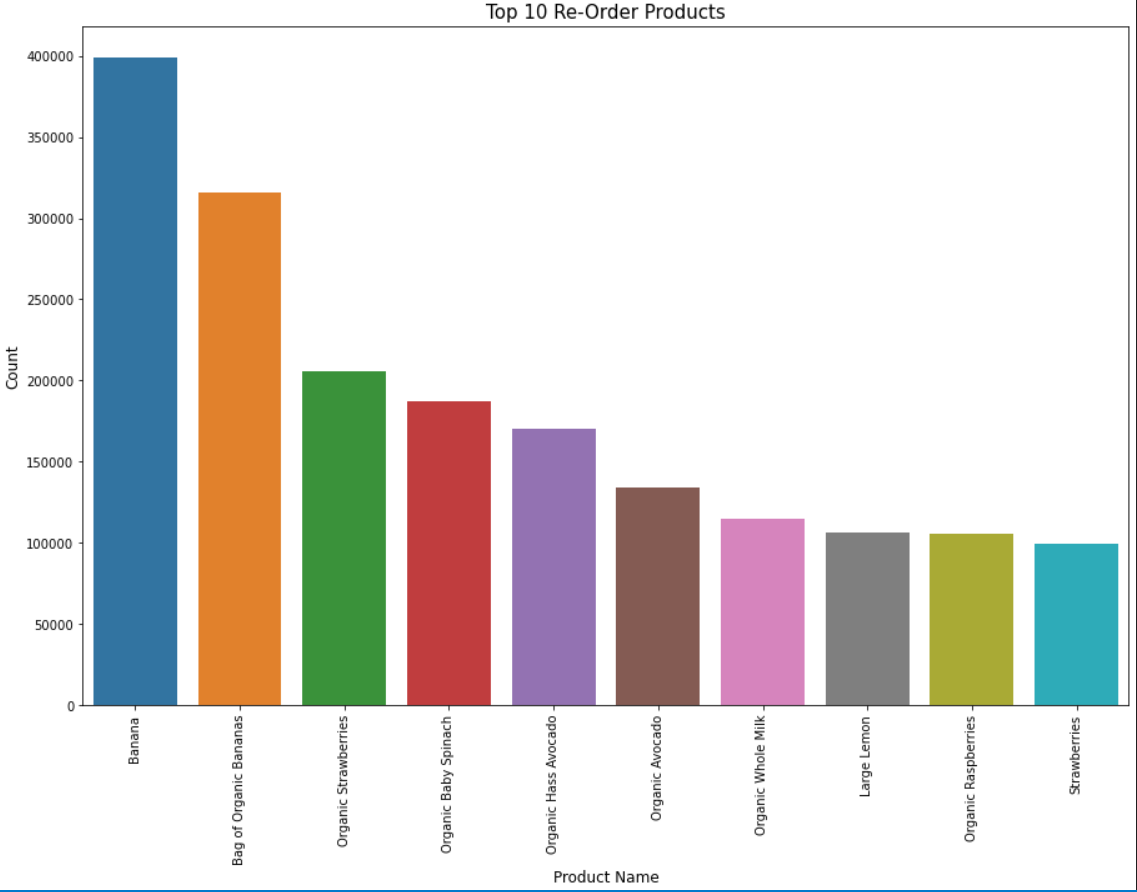 Top 10 Re-Order Products
400000
350000
300000
250000
200000
150000
100000
50000
0
Count
Banana
Bag of Organic Bananas
Organic Strawberries
Organic Baby Spinach
Organic Hass Avocado
Organic Avocado
Organic Whole Milk
Large Lemon
Organic Raspberries
Strawberries
Product Name